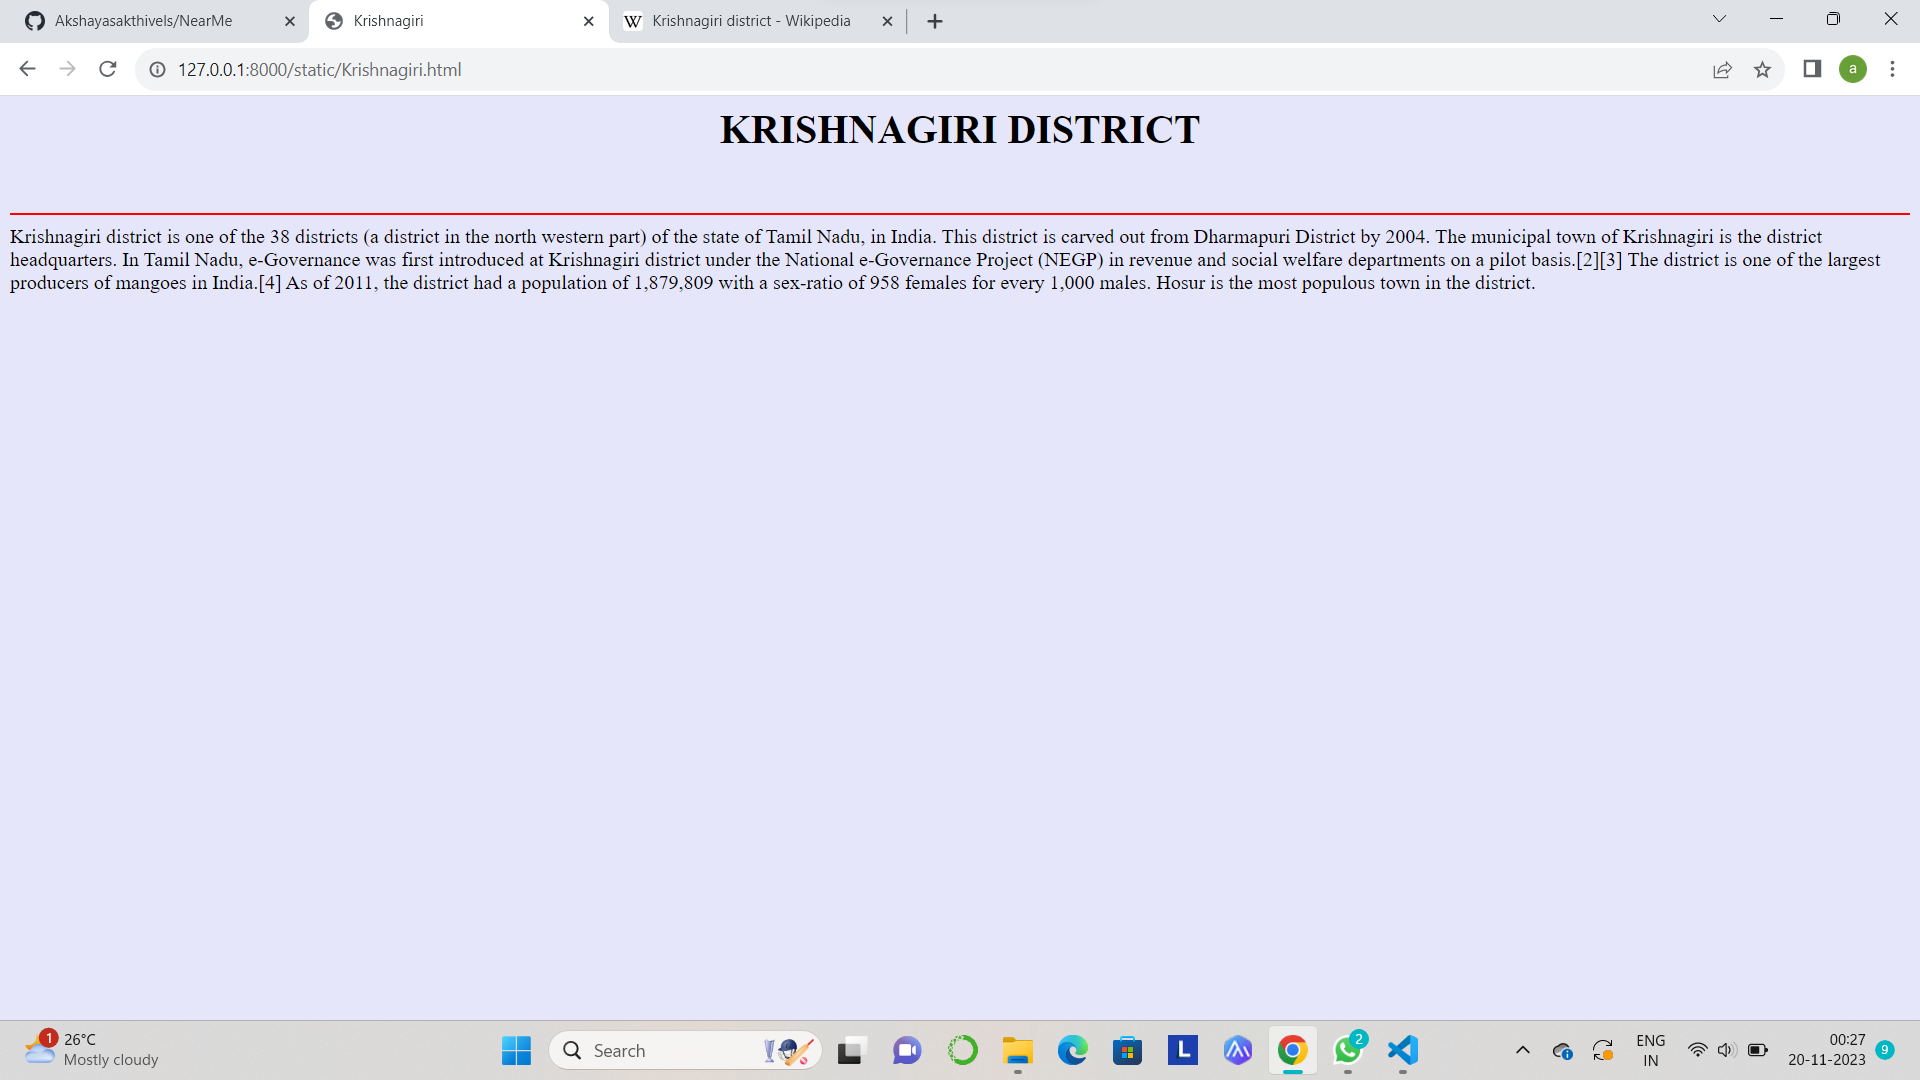 Akshayasakthivels/NearMe
Krishnagiri
W Krishnagiri district - Wikipedia
127.0.0.1:8000/static/Krishnagiri.html
a
KRISHNAGIRI DISTRICT
Krishnagiri district is one of the 38 districts (a district in the north western part) of the state of Tamil Nadu, in India. This district is carved out from Dharmapuri District by 2004. The municipal town of Krishnagiri is the district
headquarters. In Tamil Nadu, e-Governance was first introduced at Krishnagiri district under the National e-Governance Project (NEGP) in revenue and social welfare departments on a pilot basis.[2][3] The district is one of the largest
producers of mangoes in India.[4] As of 2011, the district had a population of 1,879,809 with a sex-ratio of 958 females for every 1,000 males. Hosur is the most populous town in the district.
1
26°C
Mostly cloudy
Search
L
2
ENG
IN
00:27
20-11-2023
9